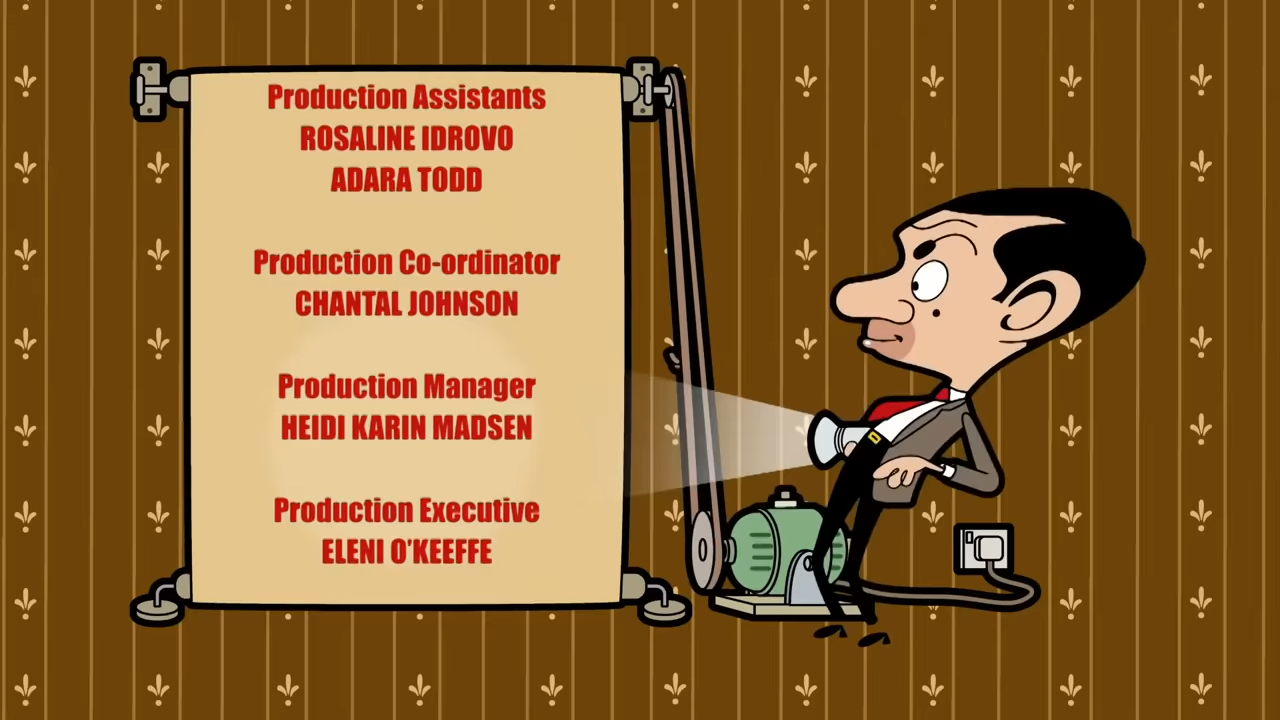 Production Assistants
ROSALINE IDROVO
ADARA TODD
Production Co-ordinator
CHANTAL JOHNSON
Production Manager
HEIDI KARIN MADSEN
Production Executive
ELENI O'KEEFFE